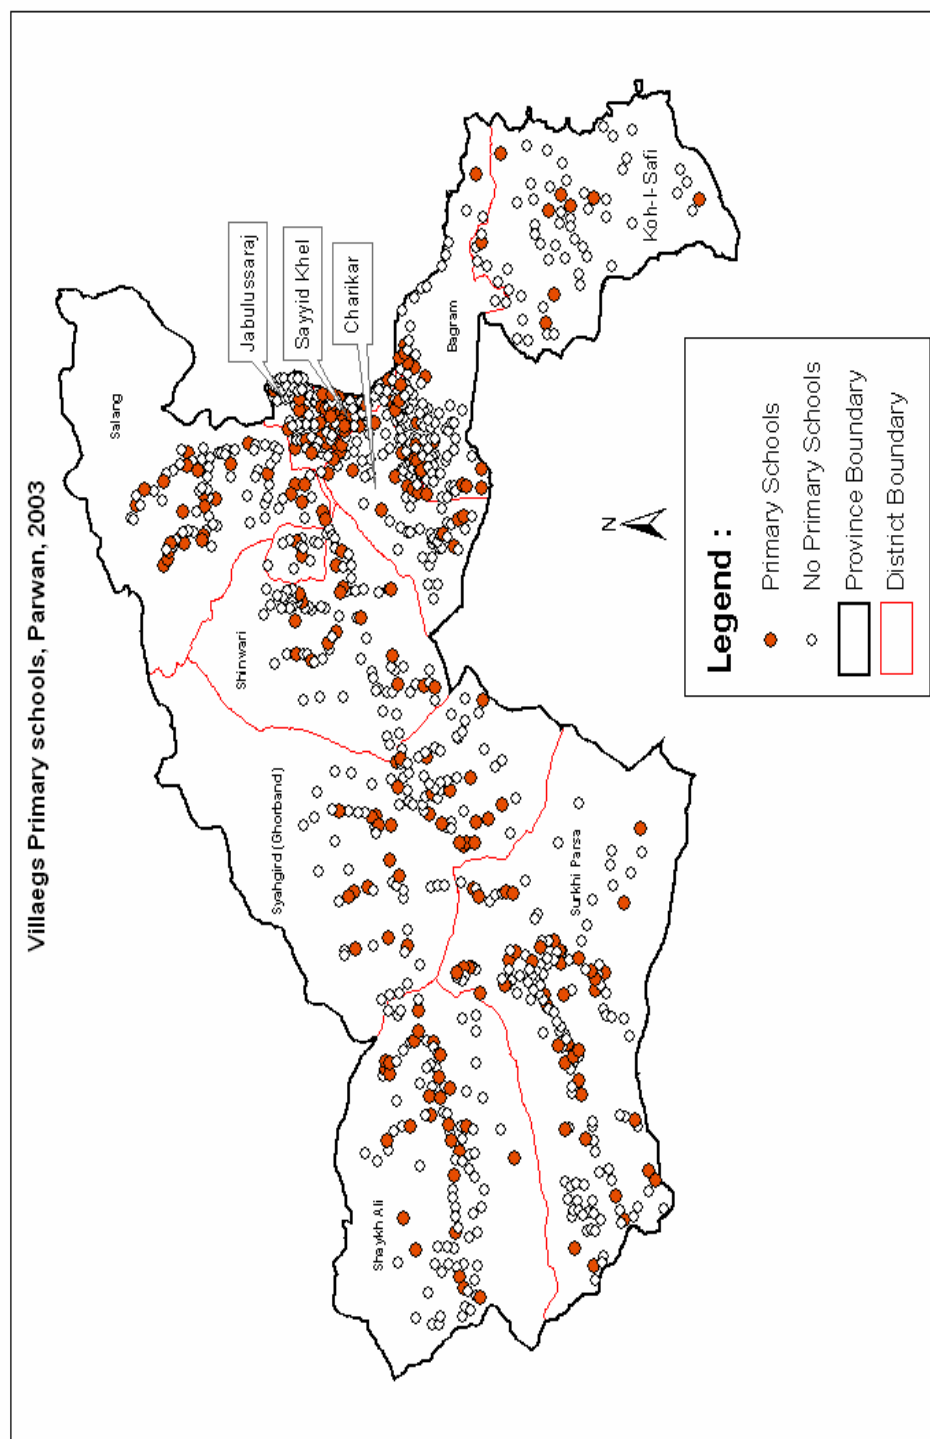 Villaegs Primary schools, Parwan, 2003
Salang
Jabulussaraj
Sayyid Khel
Charikar
Shinwari
Bagram
Koh-I-Safi
Syahgird (Ghorband)
Surkhi Parsa
Shaykh Ali
N
Legend :
Primary Schools
No Primary Schools
Province Boundary
District Boundary